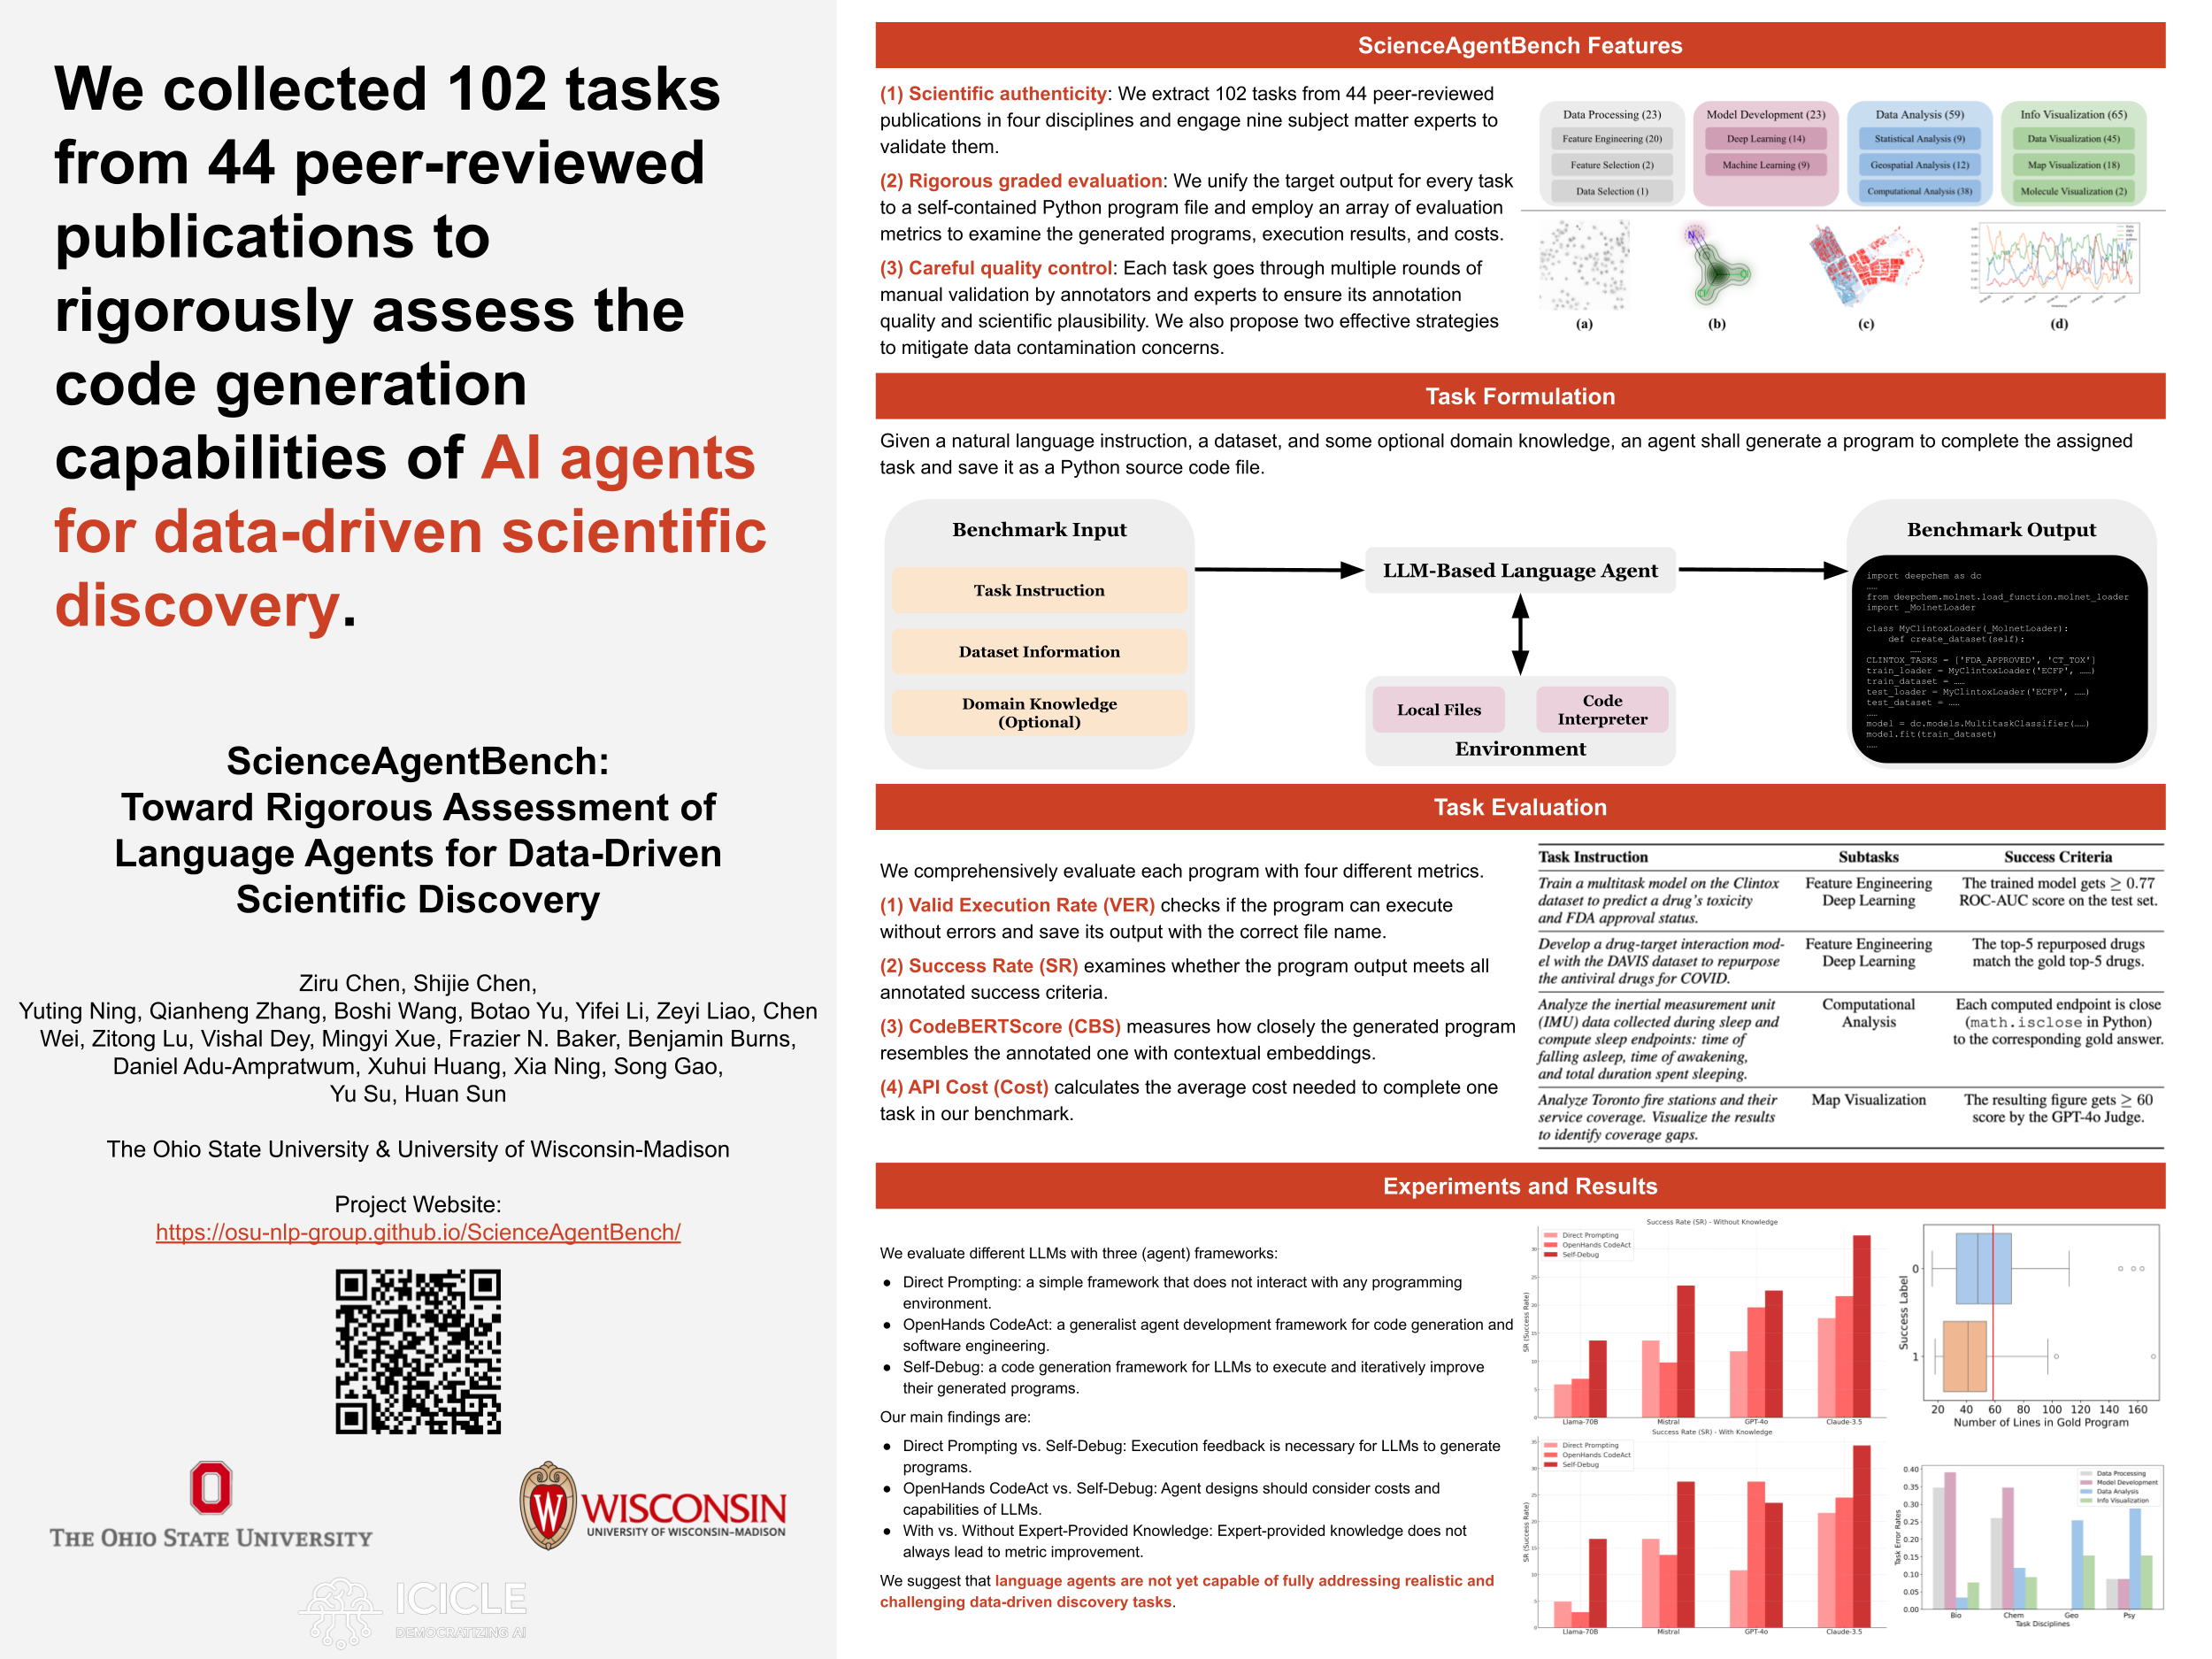 We collected 102 tasks
from 44 peer-reviewed
publications to
rigorously assess the
code generation
capabilities of AI agents
for data-driven scientific
discovery.
ScienceAgentBench:
Toward Rigorous Assessment of
Language Agents for Data-Driven
Scientific Discovery
Ziru Chen, Shijie Chen,
Yuting Ning, Qianheng Zhang, Boshi Wang, Botao Yu, Yifei Li, Zeyi Liao, Chen
Wei, Zitong Lu, Vishal Dey, Mingyi Xue, Frazier N. Baker, Benjamin Burns,
Daniel Adu-Ampratwum, Xuhui Huang, Xia Ning, Song Gao,
Yu Su, Huan Sun
The Ohio State University & University of Wisconsin-Madison
Project Website:
https://osu-nlp-group.github.io/ScienceAgentBench/
THE OHIO STATE UNIVERSITY
WISCONSIN
UNIVERSITY OF WISCONSIN–MADISON
ICICLE
DEMOCRATIZING AI
ScienceAgentBench Features
(1) Scientific authenticity: We extract 102 tasks from 44 peer-reviewed
publications in four disciplines and engage nine subject matter experts to
validate them.
(2) Rigorous graded evaluation: We unify the target output for every task
to a self-contained Python program file and employ an array of evaluation
metrics to examine the generated programs, execution results, and costs.
(3) Careful quality control: Each task goes through multiple rounds of
manual validation by annotators and experts to ensure its annotation
quality and scientific plausibility. We also propose two effective strategies
to mitigate data contamination concerns.
Data Processing (23)
Feature Engineering (20)
Feature Selection (2)
Data Selection (1)
Model Development (23)
Deep Learning (14)
Machine Learning (9)
Data Analysis (59)
Statistical Analysis (9)
Geospatial Analysis (12)
Computational Analysis (38)
Info Visualization (65)
Data Visualization (45)
Map Visualization (18)
Molecule Visualization (2)
N
(a)
(b)
(c)
(d)
Task Formulation
Given a natural language instruction, a dataset, and some optional domain knowledge, an agent shall generate a program to complete the assigned
task and save it as a Python source code file.
Benchmark Input
Task Instruction
Dataset Information
Domain Knowledge
(Optional)
LLM-Based Language Agent
Local Files
Code
Interpreter
Environment
Benchmark Output
import deepchem as dc
……
from deepchem.molnet.load_function.molnet_loader
import _MolnetLoader
class MyClintoxLoader(_MolnetLoader):
def create_dataset(self):
……
CLINTOX_TASKS = ['FDA_APPROVED', 'CT_TOX']
train_loader = MyClintoxLoader('ECFP', ……)
train_dataset = ……
test_loader = MyClintoxLoader('ECFP', ……)
test_dataset = ……
……
model = dc.models.MultitaskClassifier(……)
model.fit(train_dataset)
……
Task Evaluation
We comprehensively evaluate each program with four different metrics.
(1) Valid Execution Rate (VER) checks if the program can execute
without errors and save its output with the correct file name.
(2) Success Rate (SR) examines whether the program output meets all
annotated success criteria.
(3) CodeBERTScore (CBS) measures how closely the generated program
resembles the annotated one with contextual embeddings.
(4) API Cost (Cost) calculates the average cost needed to complete one
task in our benchmark.
Task Instruction Subtasks Success Criteria
Train a multitask model on the Clintox Feature Engineering The trained model gets ≥ 0.77
dataset to predict a drug's toxicity Deep Learning ROC-AUC score on the test set.
and FDA approval status.
Develop a drug-target interaction mod- Feature Engineering The top-5 repurposed drugs
el with the DAVIS dataset to repurpose Deep Learning match the gold top-5 drugs.
the antiviral drugs for COVID.
Analyze the inertial measurement unit Computational Each computed endpoint is close
(IMU) data collected during sleep and Analysis (math.isclose in Python)
compute sleep endpoints: time of to the corresponding gold answer.
falling asleep, time of awakening,
and total duration spent sleeping.
Analyze Toronto fire stations and their Map Visualization The resulting figure gets ≥ 60
service coverage. Visualize the results score by the GPT-4o Judge.
to identify coverage gaps.
Experiments and Results
We evaluate different LLMs with three (agent) frameworks:
● Direct Prompting: a simple framework that does not interact with any programming
environment.
● OpenHands CodeAct: a generalist agent development framework for code generation and
software engineering.
● Self-Debug: a code generation framework for LLMs to execute and iteratively improve
their generated programs.
Our main findings are:
● Direct Prompting vs. Self-Debug: Execution feedback is necessary for LLMs to generate
programs.
● OpenHands CodeAct vs. Self-Debug: Agent designs should consider costs and
capabilities of LLMs.
● With vs. Without Expert-Provided Knowledge: Expert-provided knowledge does not
always lead to metric improvement.
We suggest that language agents are not yet capable of fully addressing realistic and
challenging data-driven discovery tasks.
Success Rate (SR) - Without Knowledge
Direct Prompting
OpenHands CodeAct
Self-Debug
SR (Success Rate)
30
25
20
15
10
5
0
Llama-70B Mistral GPT-4o Claude-3.5
Success Rate (SR) - With Knowledge
Direct Prompting
OpenHands CodeAct
Self-Debug
SR (Success Rate)
35
30
25
20
15
10
5
0
Llama-70B Mistral GPT-4o Claude-3.5
Success Label
0
1
20 40 60 80 100 120 140 160
Number of Lines in Gold Program
Data Processing
Model Development
Data Analysis
Info Visualization
Task Error Rates
0.40
0.35
0.30
0.25
0.20
0.15
0.10
0.05
0.00
Bio Chem Geo Psy
Task Disciplines